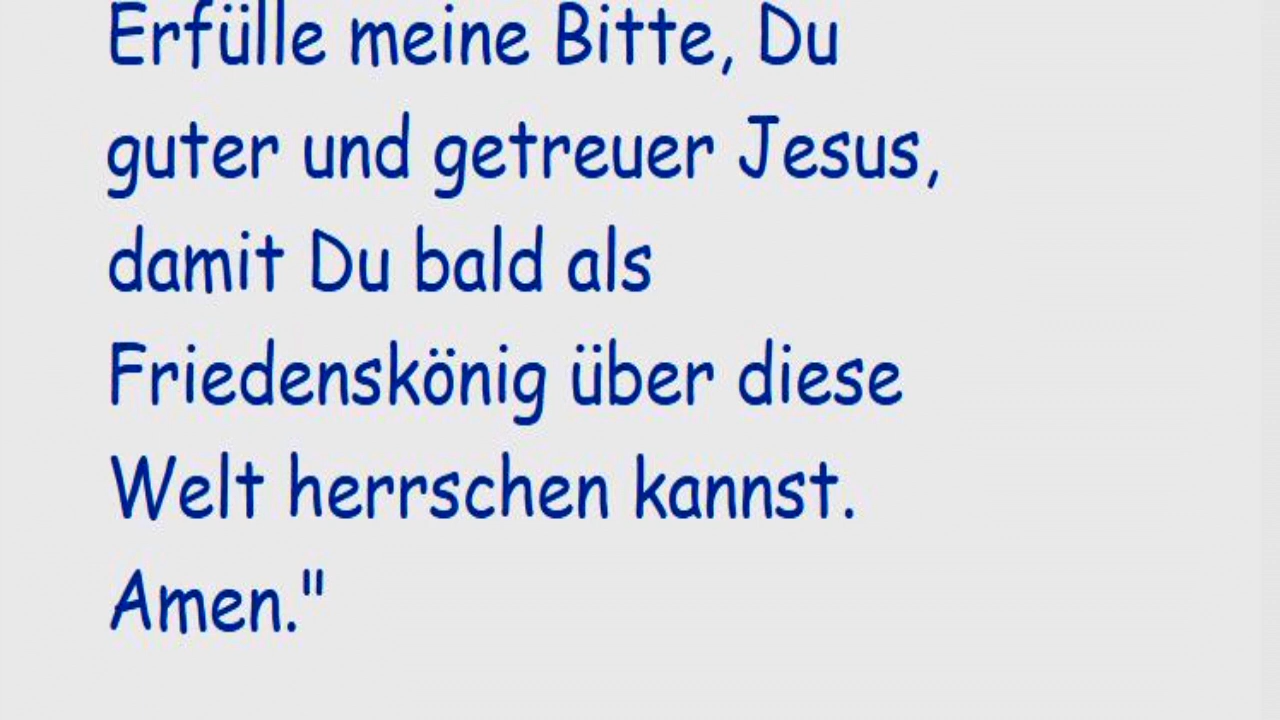 Erfülle meine Bitte, Du
guter und getreuer Jesus,
damit Du bald als
Friedenskönig über diese
Welt herrschen kannst.
Amen."